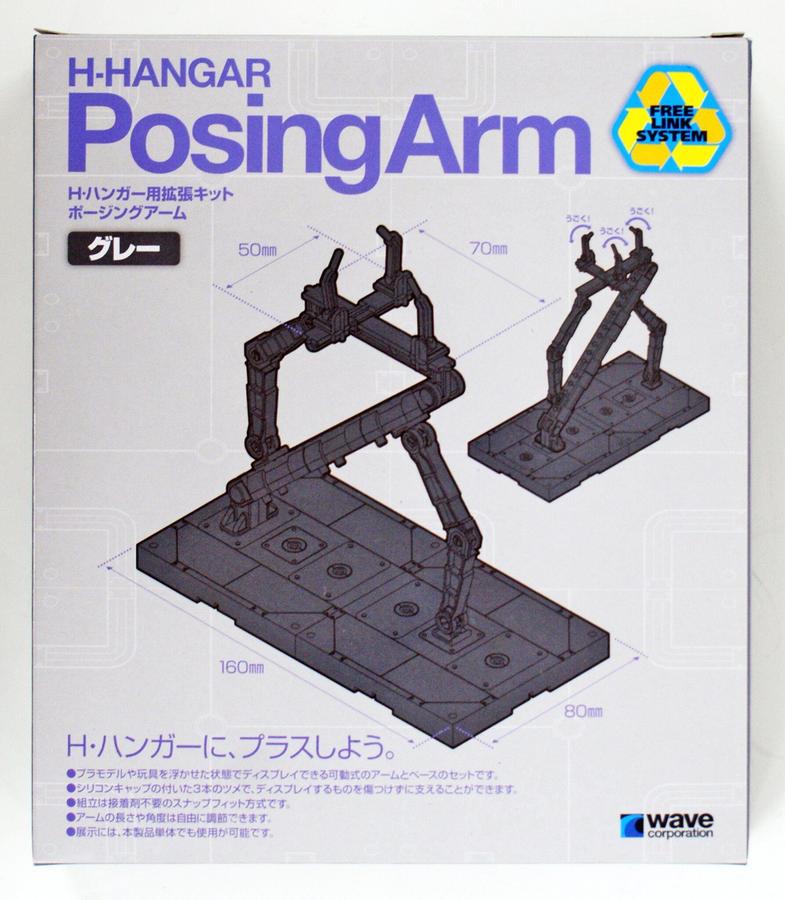 H-HANGAR
PosingArm
FREE
LINK
SYSTEM
H・ハンガー用拡張キット
ポージングアーム
グレー
50㎜
70㎜
うごく!
うごく!
うごく!
160㎜
80㎜
H・ハンガーに、プラスしよう。
●プラモデルや玩具を浮かせた状態でディスプレイできる可動式のアームとベースのセットです。
●シリコンキャップの付いた3本のツメで、ディスプレイするものを傷つけずに支えることができます。
●組立は接着剤不要のスナップフィット方式です。
●アームの長さや角度は自由に調節できます。
●展示には、本製品単体でも使用が可能です。
wave
corporation